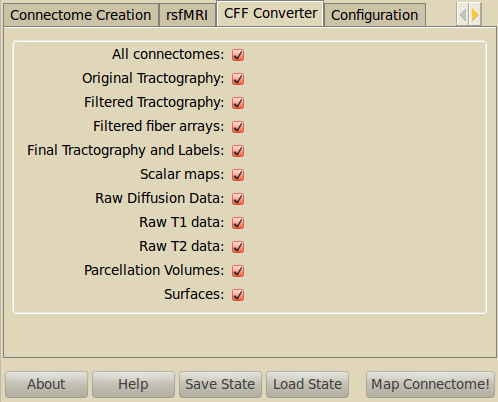 Connectome Creation rsfMRI CFF Converter Configuration
All connectomes:
Original Tractography:
Filtered Tractography:
Filtered fiber arrays:
Final Tractography and Labels:
Scalar maps:
Raw Diffusion Data:
Raw T1 data:
Raw T2 data:
Parcellation Volumes:
Surfaces:
About Help Save State Load State Map Connectome!